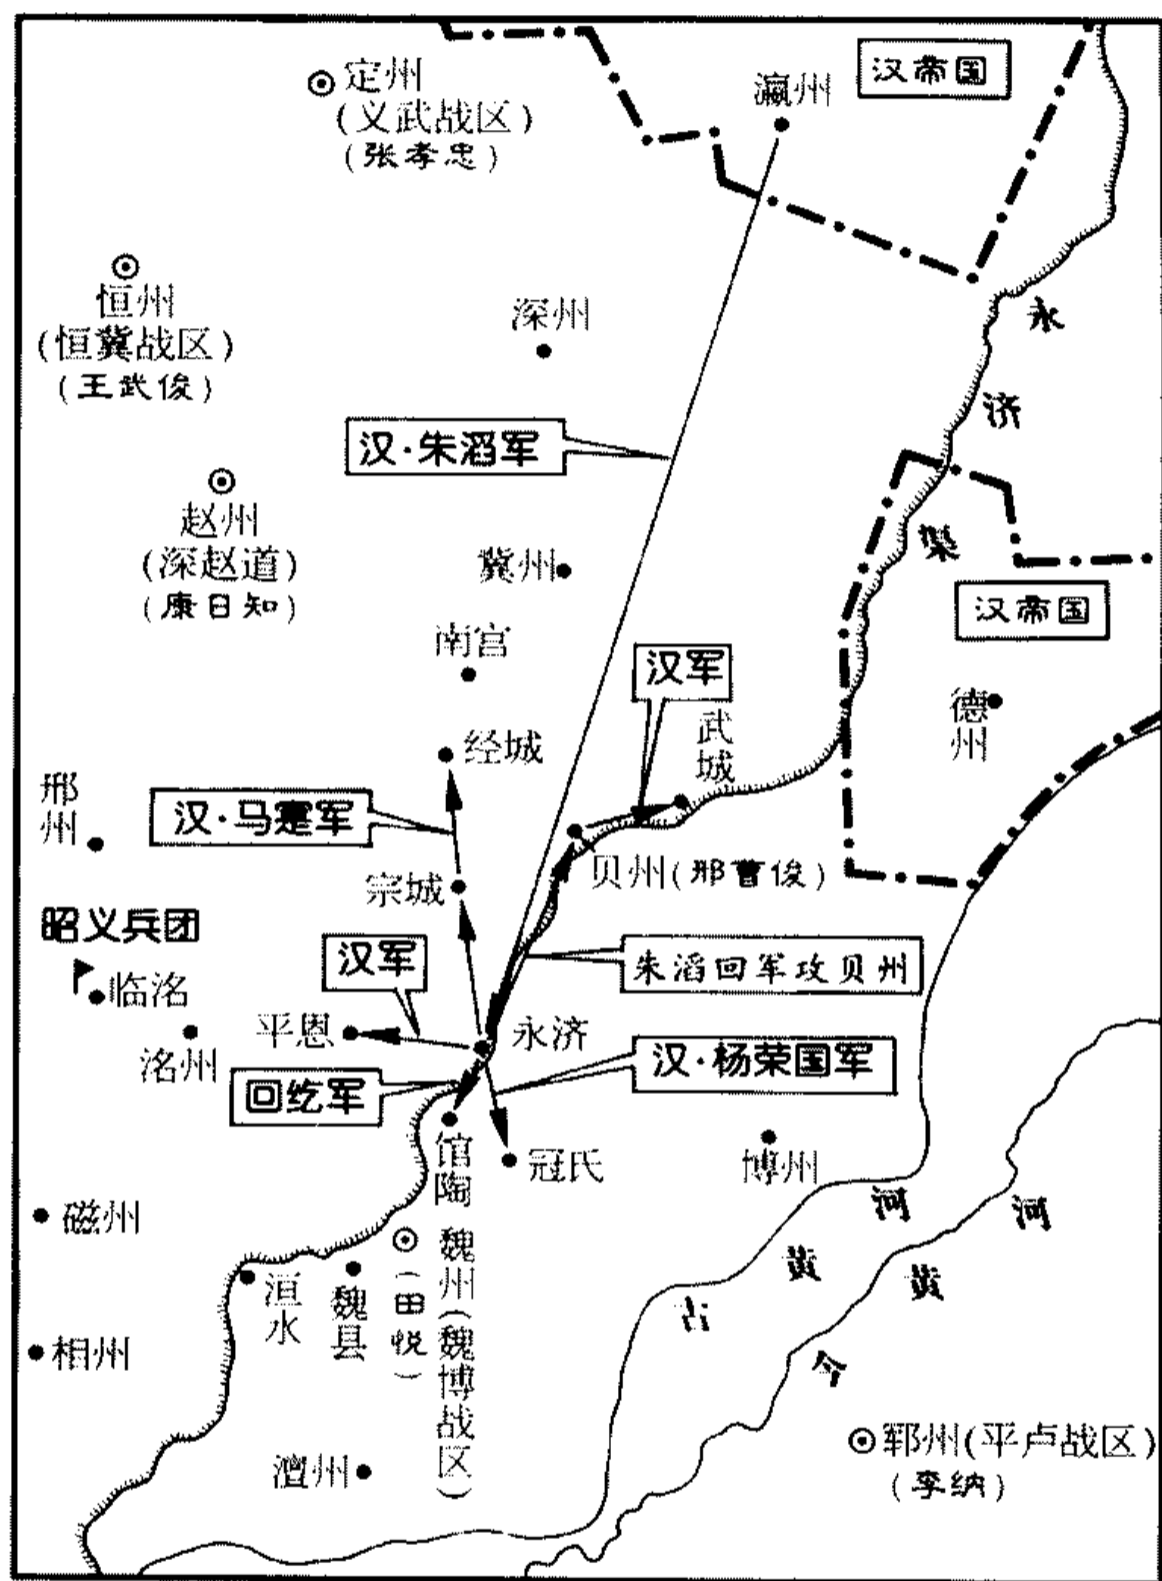 定州
(义武战区)
(张孝忠)
瀛州
汉帝国
恒州
(恒冀战区)
(王武俊)
深州
永济渠
汉·朱滔军
赵州
(深赵道)
(康日知)
冀州
汉帝国
南宫
汉军
武城
德州
经城
邢州
汉·马寔军
贝州(邢曹俊)
宗城
昭义兵团
临洺
汉军
朱滔回军攻贝州
洺州
平恩
永济
汉·杨荣国军
回纥军
馆陶
冠氏
博州
磁州
洹水
魏县
(田悦)
魏州(魏博战区)
古黄河
今黄河
相州
澶州
郓州(平卢战区)
(李纳)